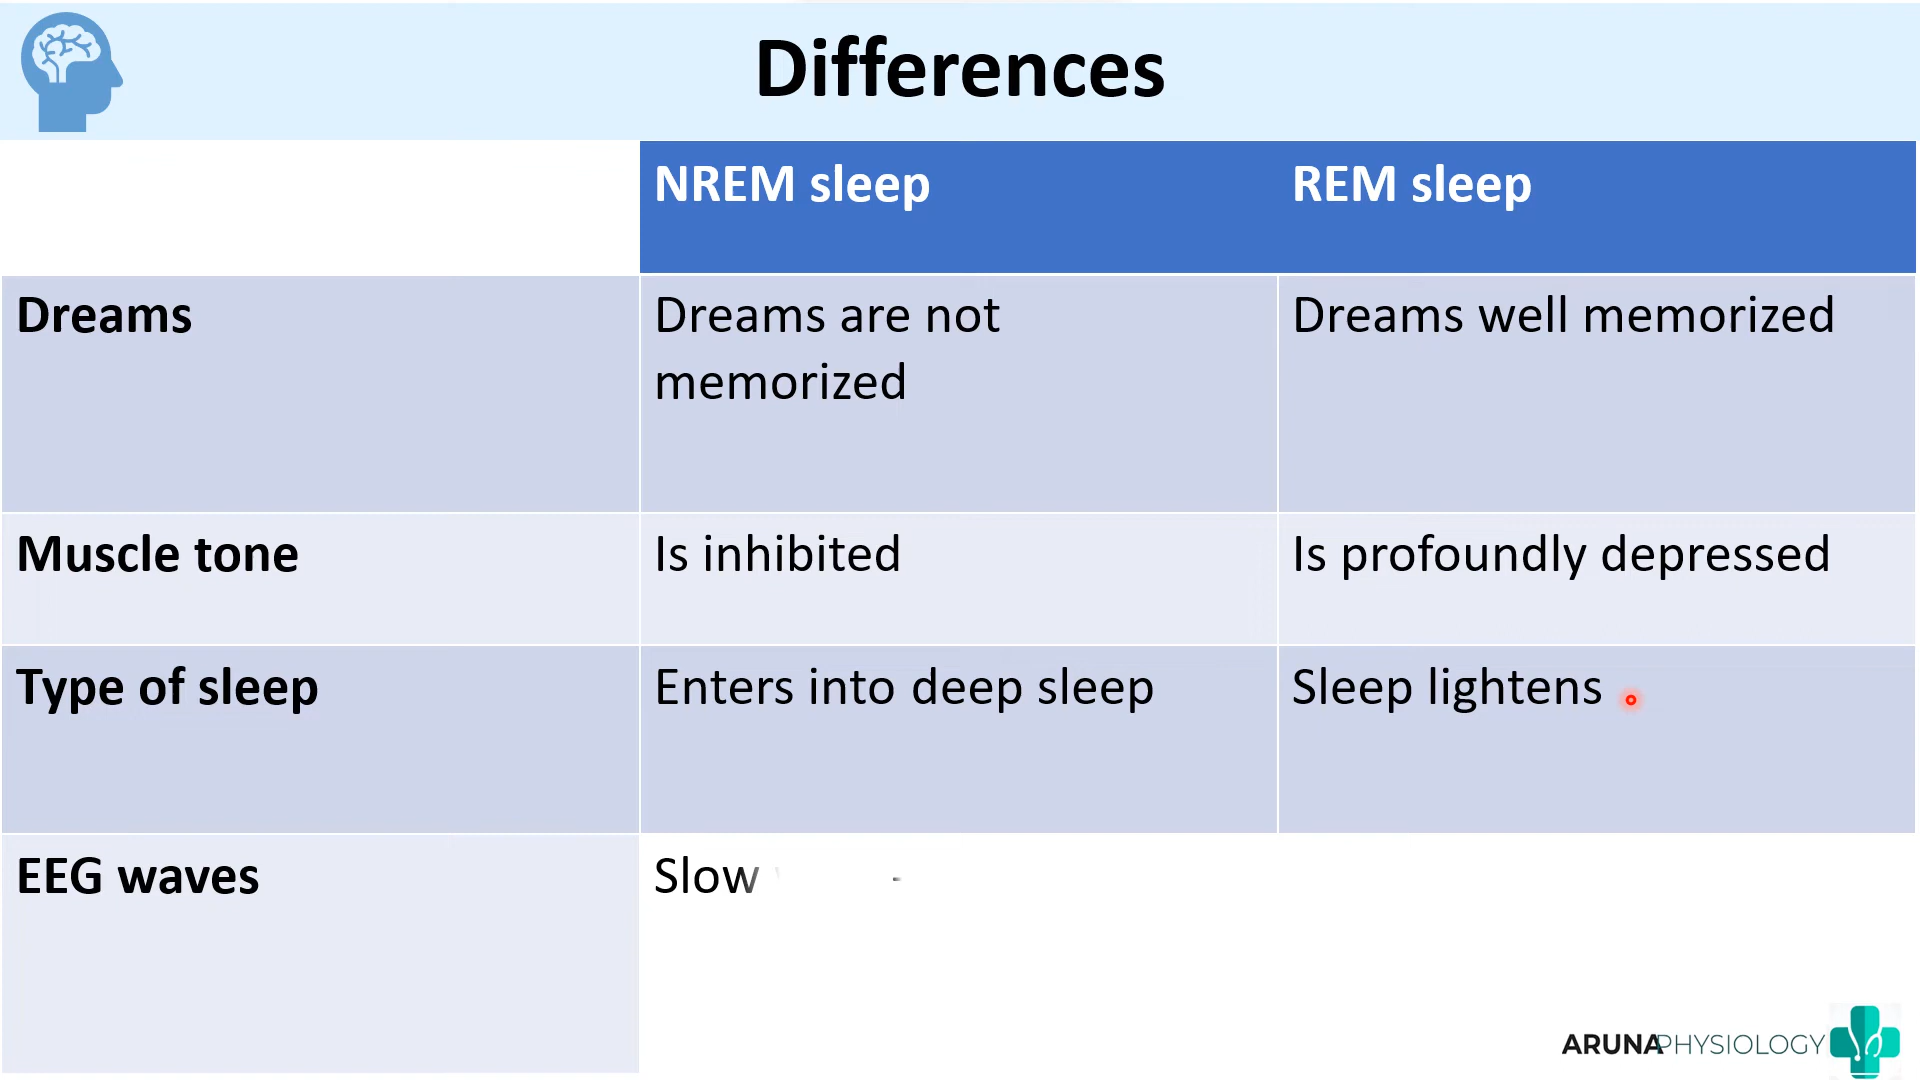 Differences
NREM sleep
REM sleep
Dreams
Dreams are not
memorized
Dreams well memorized
Muscle tone
Is inhibited
Is profoundly depressed
Type of sleep
Enters into deep sleep
Sleep lightens
EEG waves
Slow
ARUNAPHYSIOLOGY